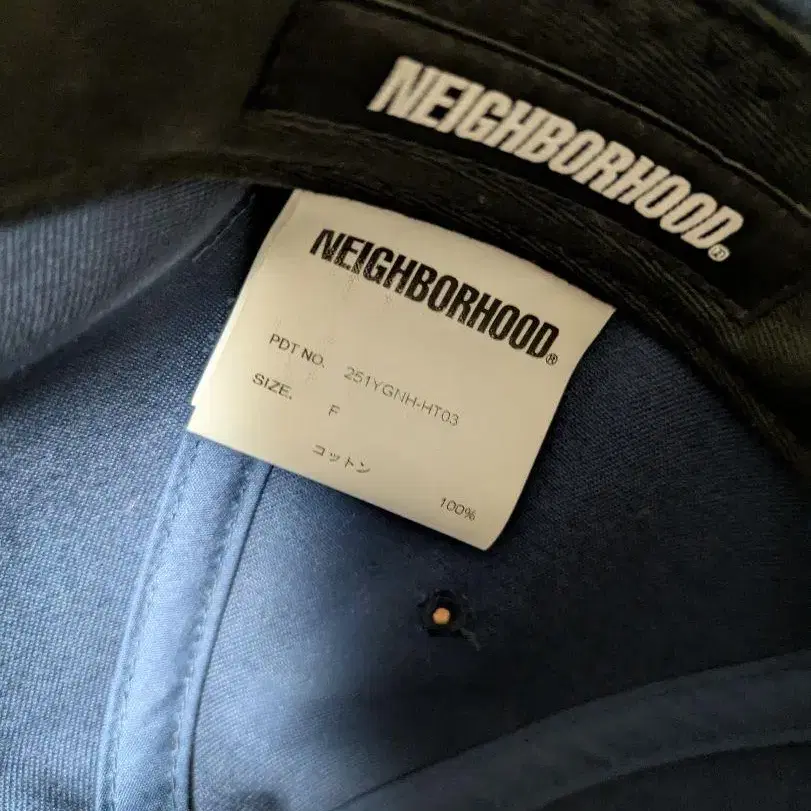 NEIGHBORHOOD®
NEIGHBORHOOD®
PDT NO. 251YGNH-HT03
SIZE. F
コットン
100%